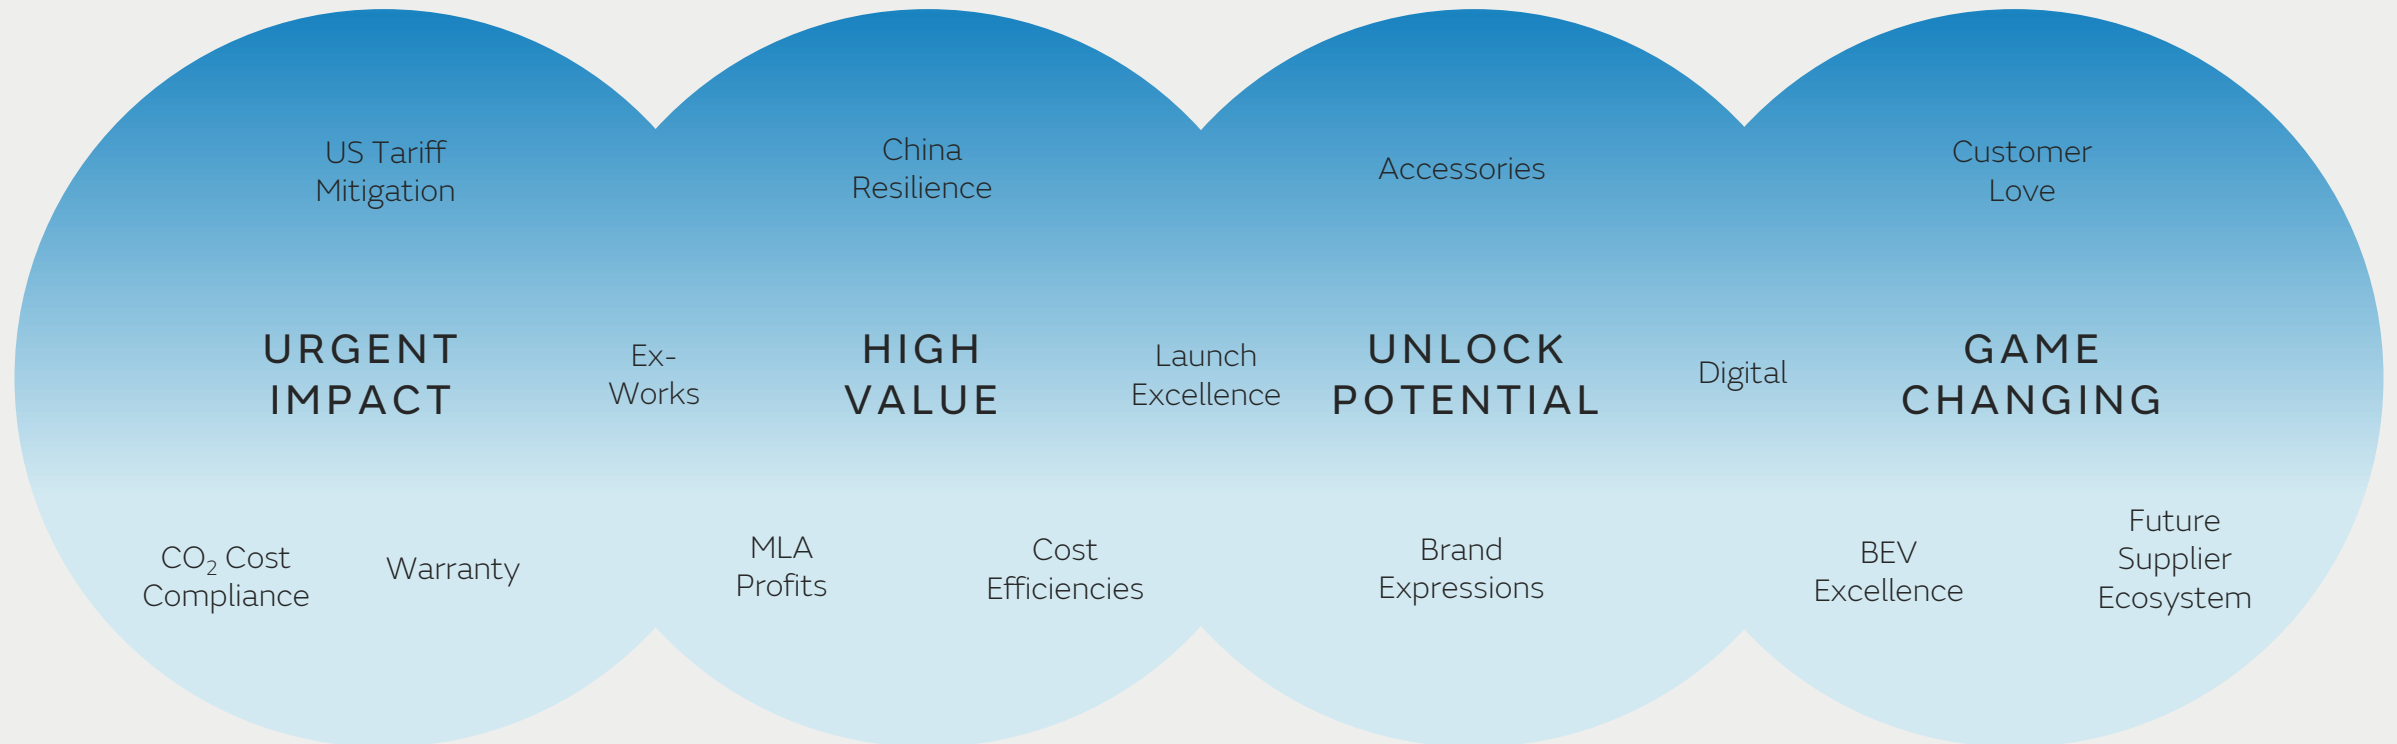 US Tariff
Mitigation
China
Resilience
Accessories
Customer
Love
URGENT
IMPACT
Ex-
Works
HIGH
VALUE
Launch
Excellence
UNLOCK
POTENTIAL
Digital
GAME
CHANGING
CO₂ Cost
Compliance
Warranty
MLA
Profits
Cost
Efficiencies
Brand
Expressions
BEV
Excellence
Future
Supplier
Ecosystem